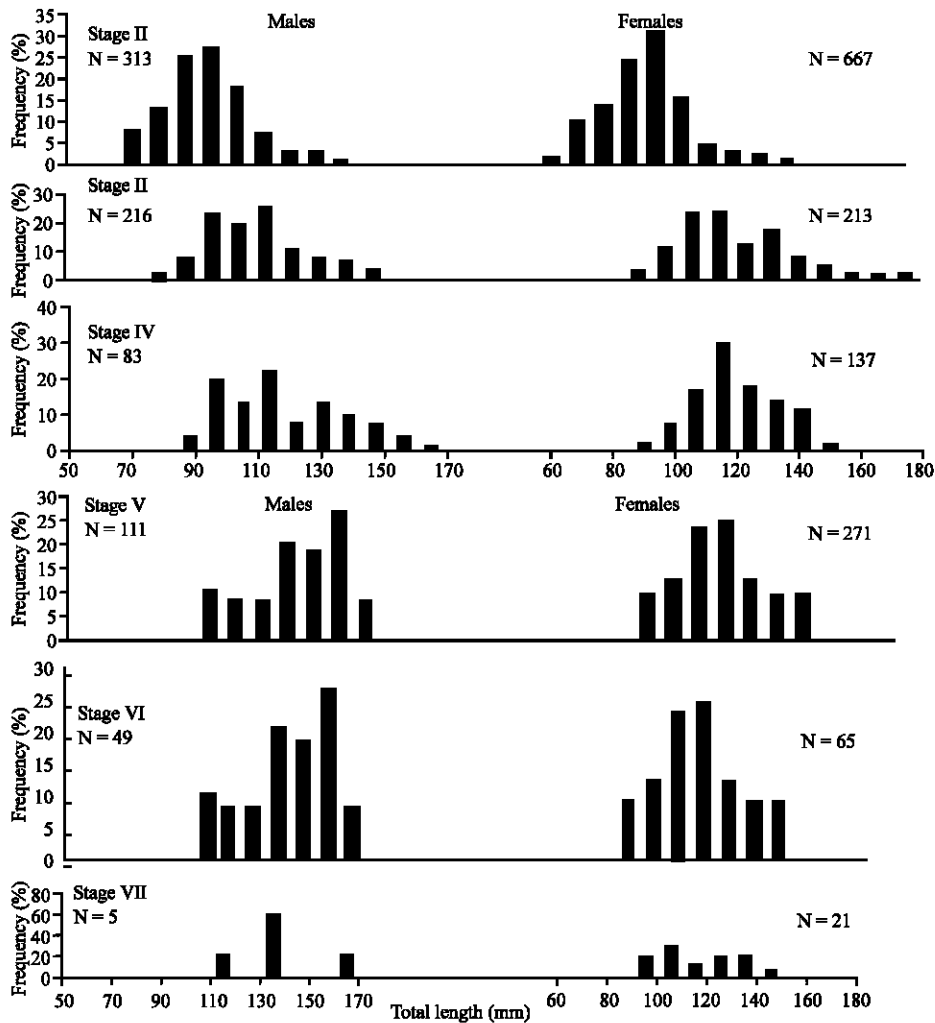 Males Females
Frequency (%)
35
30
25
20
15
10
5
0
Stage II
N = 313
N = 667
Frequency (%)
30
20
10
0
Stage II
N = 216
N = 213
Frequency (%)
40
30
20
10
0
Stage IV
N = 83
N = 137
50 70 90 110 130 150 170 60 80 100 120 140 160 180
Males Females
Frequency (%)
30
25
20
15
10
5
0
Stage V
N = 111
N = 271
Frequency (%)
30
25
20
15
10
5
0
Stage VI
N = 49
N = 65
Frequency (%)
80
60
40
20
0
Stage VII
N = 5
N = 21
50 70 90 110 130 150 170 60 80 100 120 140 160 180
Total length (mm)